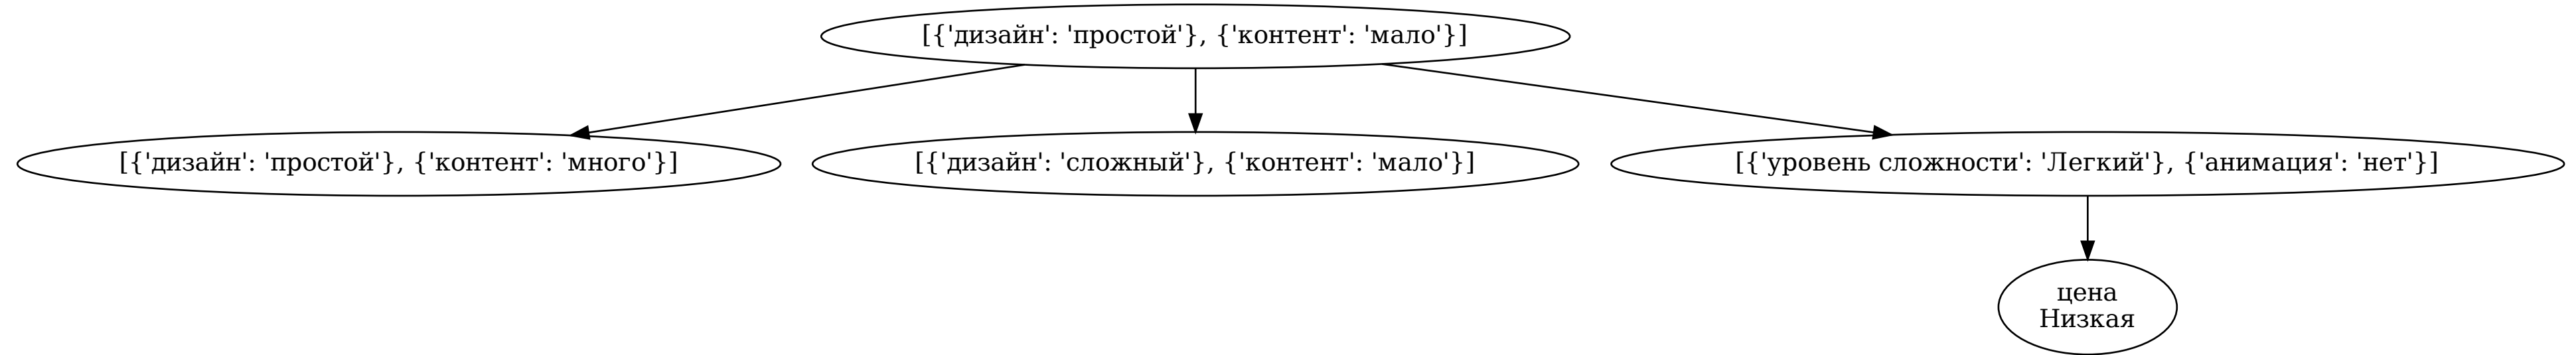 [{'дизайн': 'простой'}, {'контент': 'мало'}]
[{'дизайн': 'простой'}, {'контент': 'много'}]
[{'дизайн': 'сложный'}, {'контент': 'мало'}]
[{'уровень сложности': 'Легкий'}, {'анимация': 'нет'}]
цена
Низкая